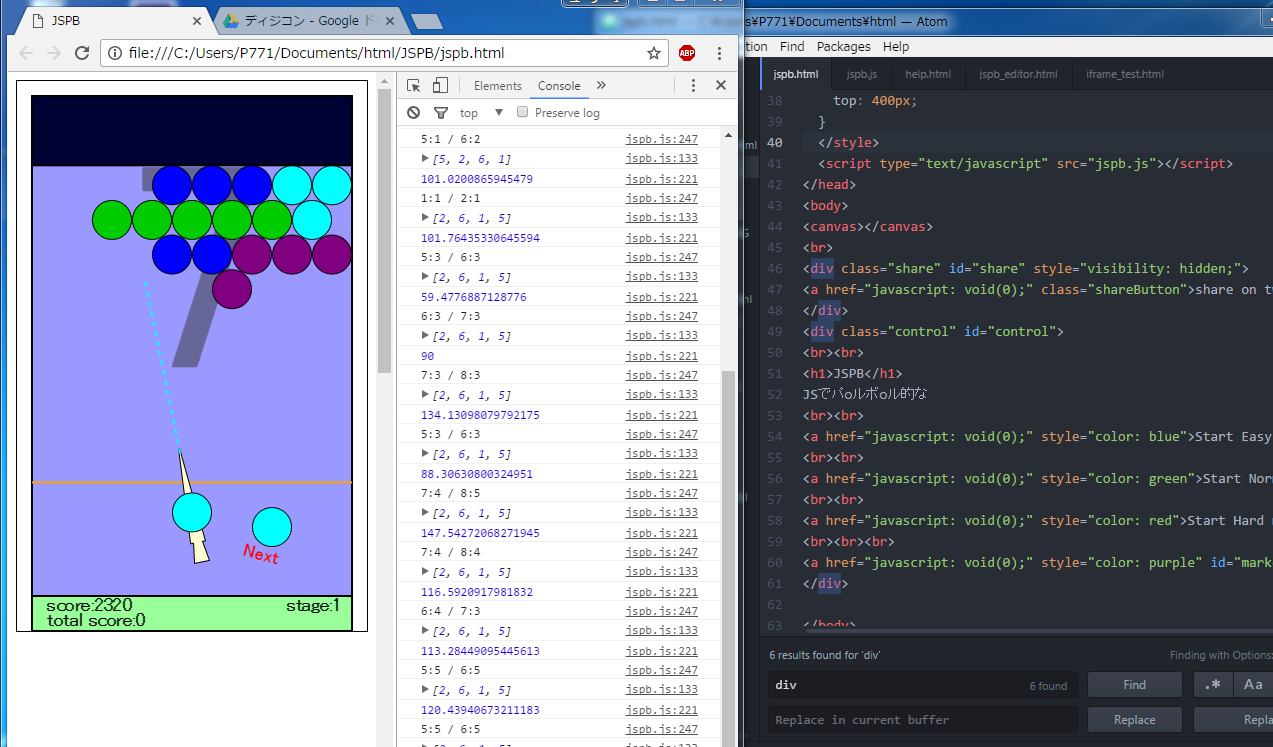 JSPB
ディジコン - Google ド
file:///C:/Users/P771/Documents/html/JSPB/jspb.html
ABP
Elements Console »
top ▼ Preserve log
5:1 / 6:2 jspb.js:247
▶[5, 2, 6, 1] jspb.js:133
101.0200865945479 jspb.js:221
1:1 / 2:1 jspb.js:247
▶[2, 6, 1, 5] jspb.js:133
101.76435330645594 jspb.js:221
5:3 / 6:3 jspb.js:247
▶[2, 6, 1, 5] jspb.js:133
59.4776887128776 jspb.js:221
6:3 / 7:3 jspb.js:247
▶[2, 6, 1, 5] jspb.js:133
90 jspb.js:221
7:3 / 8:3 jspb.js:247
▶[2, 6, 1, 5] jspb.js:133
134.13098079792175 jspb.js:221
5:3 / 6:3 jspb.js:247
▶[2, 6, 1, 5] jspb.js:133
88.30630800324951 jspb.js:221
7:4 / 8:5 jspb.js:247
▶[2, 6, 1, 5] jspb.js:133
147.54272068271945 jspb.js:221
7:4 / 8:4 jspb.js:247
▶[2, 6, 1, 5] jspb.js:133
116.5920917981832 jspb.js:221
6:4 / 7:3 jspb.js:247
▶[2, 6, 1, 5] jspb.js:133
113.28449095445613 jspb.js:221
5:5 / 6:5 jspb.js:247
▶[2, 6, 1, 5] jspb.js:133
120.43940673211183 jspb.js:221
5:5 / 6:5 jspb.js:247
▶[2, 6, 1, 5] jspb.js:133
Next
score:2320 stage:1
total score:0
¥P771¥Documents¥html — Atom
tion Find Packages Help
jspb.html jspb.js help.html jspb_editor.html iframe_test.html
38 top: 400px;
39 }
40 </style>
41 <script type="text/javascript" src="jspb.js"></script>
42 </head>
43 <body>
44 <canvas></canvas>
45 <br>
46 <div class="share" id="share" style="visibility: hidden;">
47 <a href="javascript: void(0);" class="shareButton">share on tw
48 </div>
49 <div class="control" id="control">
50 <br><br>
51 <h1>JSPB</h1>
52 JSでパoルボoル的な
53 <br><br>
54 <a href="javascript: void(0);" style="color: blue">Start Easy
55 <br><br>
56 <a href="javascript: void(0);" style="color: green">Start Nor
57 <br><br>
58 <a href="javascript: void(0);" style="color: red">Start Hard
59 <br><br><br>
60 <a href="javascript: void(0);" style="color: purple" id="mark
61 </div>
62
63 </body>
6 results found for 'div' Finding with Options:
div 6 found Find .* Aa
Replace in current buffer Replace Repla